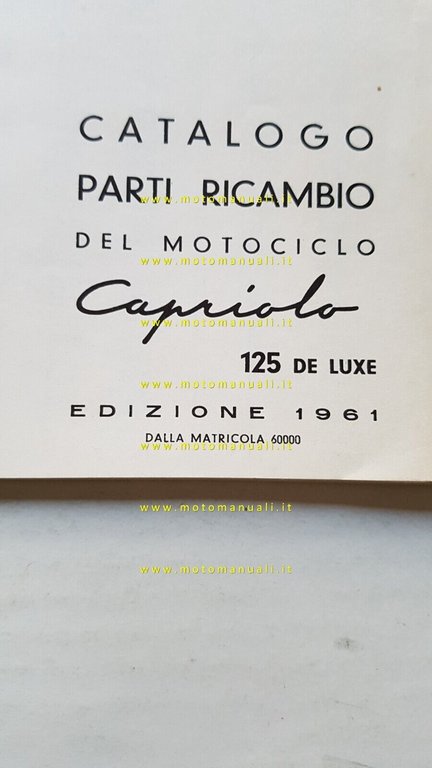 CATALOGO
PARTI RICAMBIO
www.motomanuali.it
DEL MOTOCICLO
www.motomanuali.it
Capriolo
www.motomanuali.it
125 DE LUXE
www.motomanuali.it
EDIZIONE 1961
DALLA MATRICOLA 60000
www.motomanuali.it
www.motomanuali.it
www.motomanuali.it